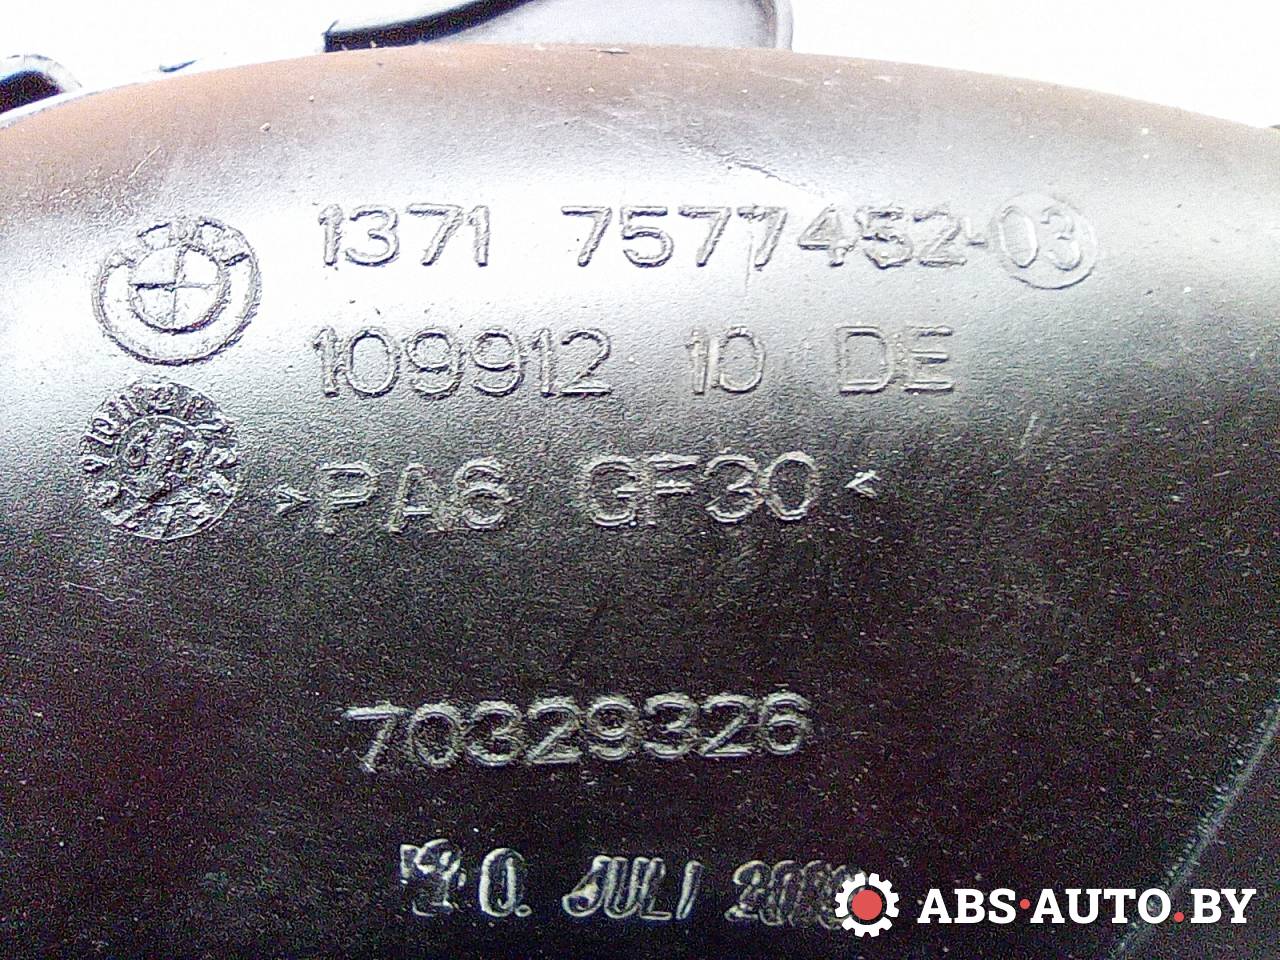 1371 7577452-03
109912 10 DE
>PA6 GF30<
70329326
JULI
ABS·AUTO.BY